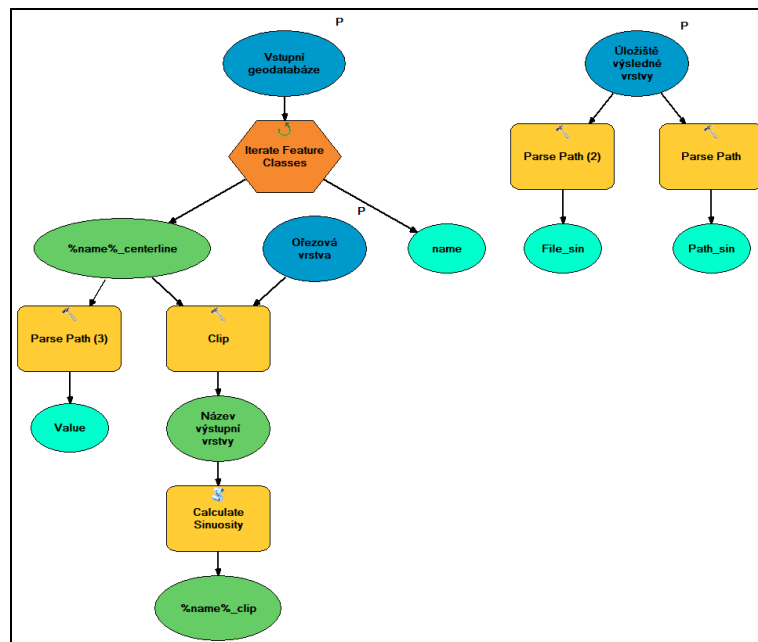 P
Vstupní
geodatabáze
Iterate Feature
Classes
P
Úložiště
výsledné
vrstvy
Parse Path (2)
Parse Path
File_sin
Path_sin
%name%_centerline
P
Ořezová
vrstva
name
Parse Path (3)
Clip
Value
Název
výstupní
vrstvy
Calculate
Sinuosity
%name%_clip